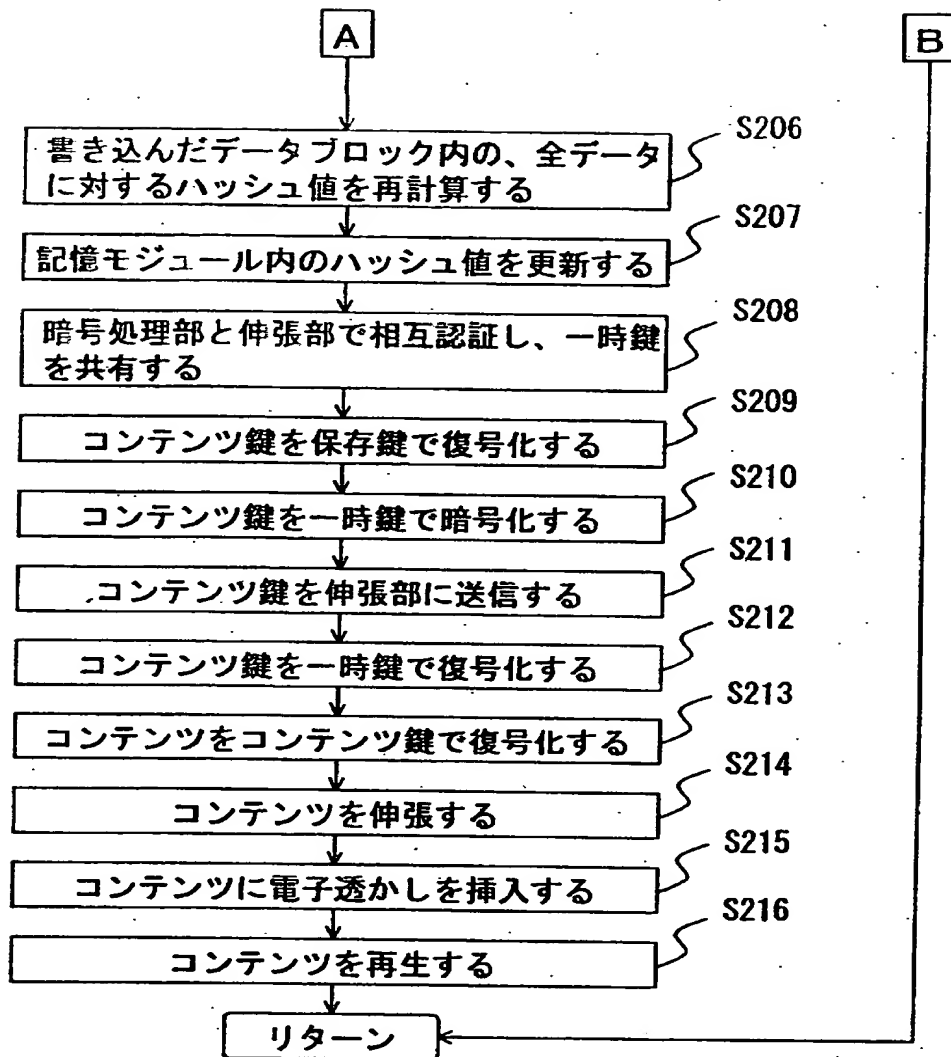 A
B
書き込んだデータブロック内の、全データ
に対するハッシュ値を再計算する
S206
記憶モジュール内のハッシュ値を更新する
S207
暗号処理部と伸張部で相互認証し、一時鍵
を共有する
S208
コンテンツ鍵を保存鍵で復号化する
S209
コンテンツ鍵を一時鍵で暗号化する
S210
コンテンツ鍵を伸張部に送信する
S211
コンテンツ鍵を一時鍵で復号化する
S212
コンテンツをコンテンツ鍵で復号化する
S213
コンテンツを伸張する
S214
コンテンツに電子透かしを挿入する
S215
コンテンツを再生する
S216
リターン